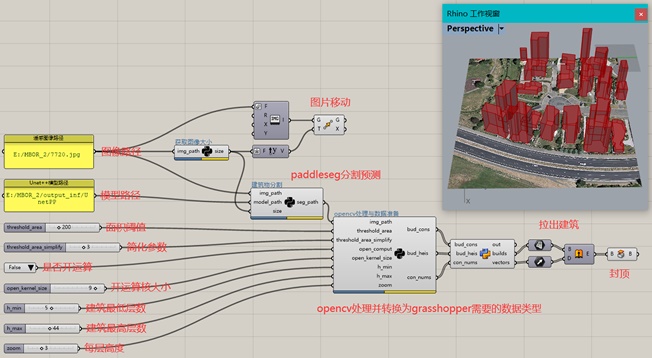 Rhino 工作视窗
Perspective
遥感图像路径
E:/MBOR_2/7720.jpg
图像路径
Unet++模型路径
E:/MBOR_2/output_inf/U
netPP
模型路径
threshold_area
200
面积阈值
threshold_area_simplify
3
简化参数
False
是否开运算
open_kernel_size
9
开运算核大小
h_min
5
建筑最低层数
h_max
44
建筑最高层数
zoom
3
每层高度
获取图像大小
img_path
size
F
R
X
Y
IMG
I
图片移动
G
T
G
X
F
V
paddleseg分割预测
建筑物分割
img_path
model_path
size
seg_path
opencv处理与数据准备
img_path
threshold_area
threshold_area_simplify
open_comput
open_kernel_size
h_min
h_max
zoom
bud_cons
bud_heis
con_nums
opencv处理并转换为grasshopper需要的数据类型
bud_cons
bud_heis
con_nums
out
builds
vectors
拉出建筑
B
D
E
B
B
封顶